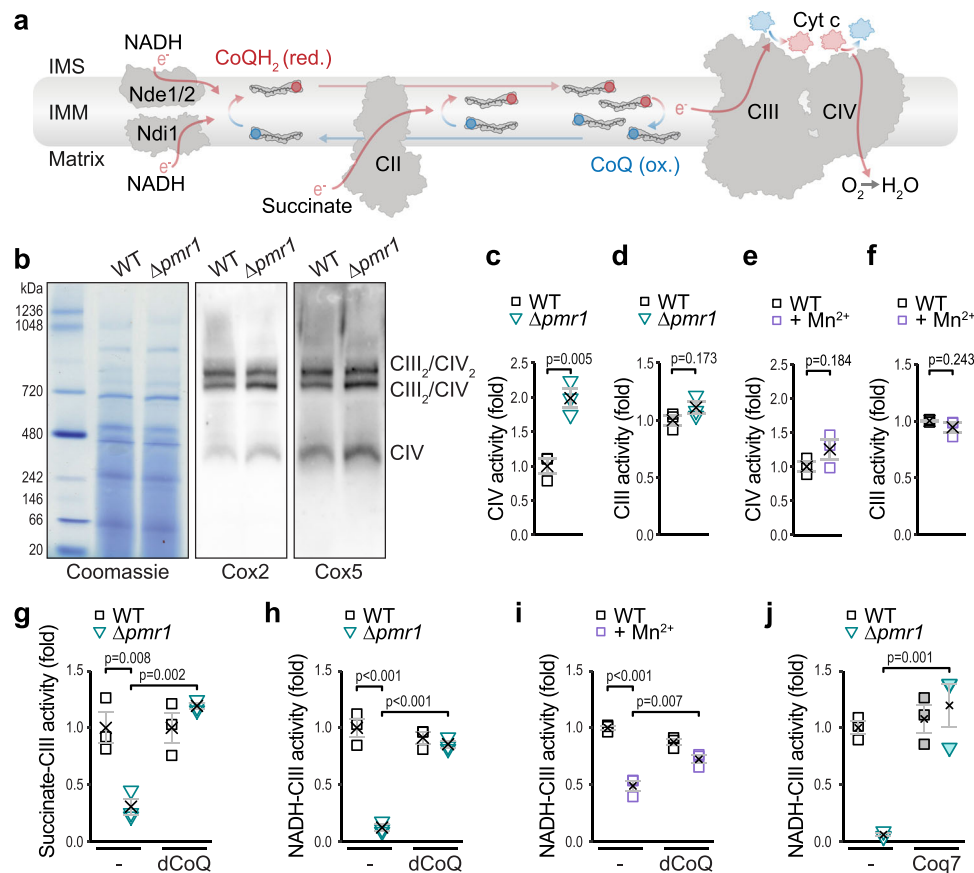 a
NADH
e-
Nde1/2
Ndi1
e-
NADH
IMS
IMM
Matrix
CoQH2 (red.)
CII
e-
Succinate
CoQ (ox.)
e-
Cyt c
CIII
CIV
O2→H2O
b
WT Δpmr1 WT Δpmr1 WT Δpmr1
kDa
1236
1048
720
480
242
146
66
20
CIII2/CIV2
CIII2/CIV
CIV
Coomassie Cox2 Cox5
c
WT
Δpmr1
p=0.005
CIV activity (fold)
2.5
2.0
1.5
1.0
0.5
0.0
d
WT
Δpmr1
p=0.173
CIII activity (fold)
1.5
1.0
0.5
0.0
e
WT
+ Mn2+
p=0.184
CIV activity (fold)
2.5
2.0
1.5
1.0
0.5
0.0
f
WT
+ Mn2+
p=0.243
CIII activity (fold)
1.5
1.0
0.5
0.0
g
WT
Δpmr1
p=0.008
p=0.002
Succinate-CIII activity (fold)
1.5
1.0
0.5
0.0
- dCoQ
h
WT
Δpmr1
p<0.001
p<0.001
NADH-CIII activity (fold)
1.5
1.0
0.5
0.0
- dCoQ
i
WT
+ Mn2+
p<0.001
p=0.007
NADH-CIII activity (fold)
1.5
1.0
0.5
0.0
- dCoQ
j
WT
Δpmr1
p=0.001
NADH-CIII activity (fold)
1.5
1.0
0.5
0.0
- Coq7